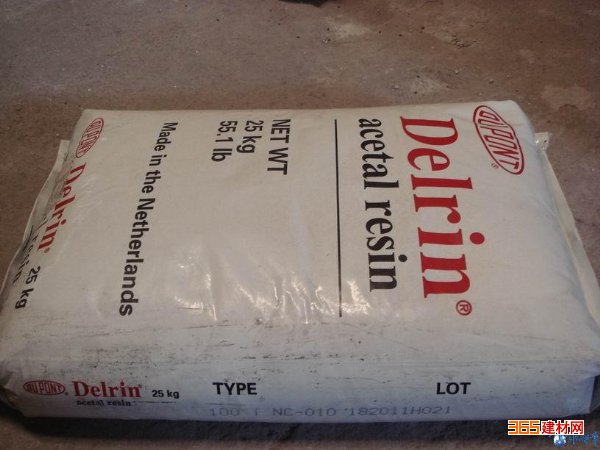 DUPONT®
Delrin®
acetal resin
NET WT
25 kg
55.1 lb
Made in the Netherlands
DUPONT
Delrin®
25 kg
DUPONT Delrin® 25 kg
acetal resin
TYPE LOT
NC-010 182011H021
365建材网